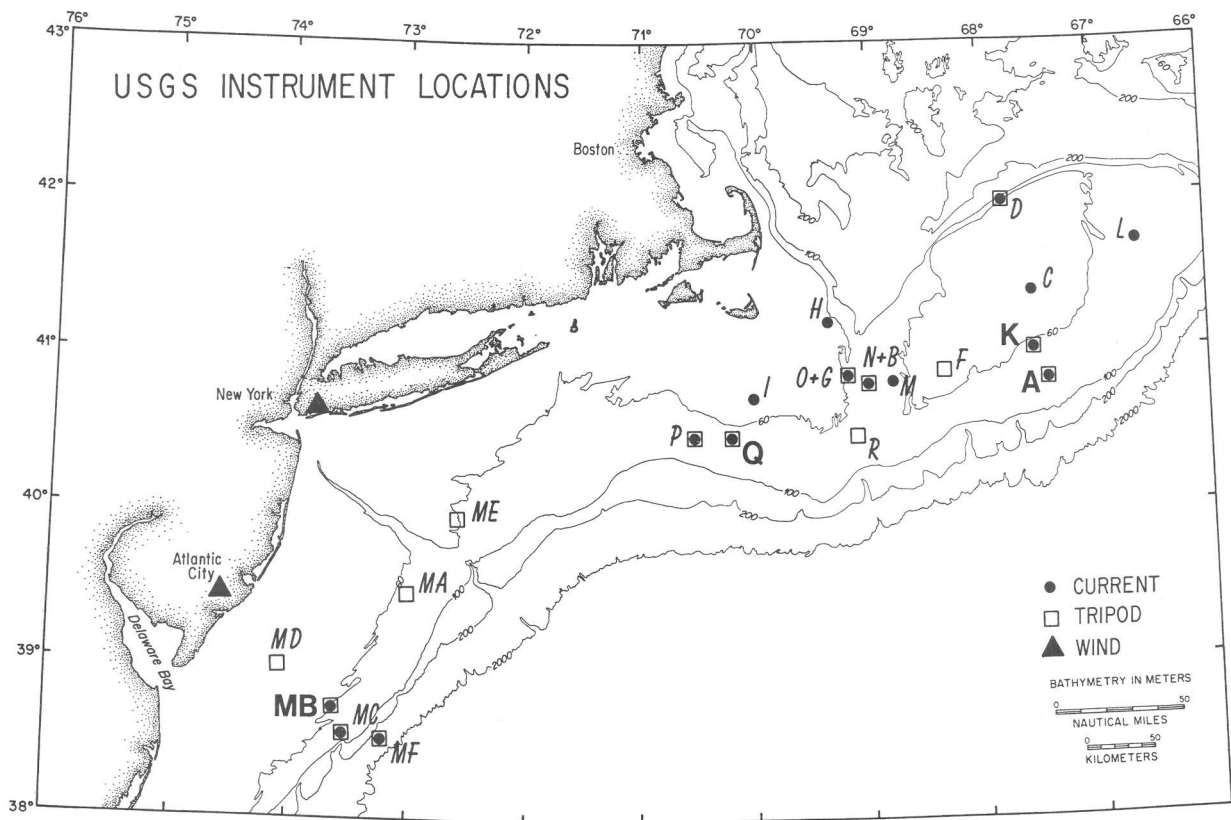 76° 75° 74° 73° 72° 71° 70° 69° 68° 67° 66°
43°
USGS INSTRUMENT LOCATIONS
60
200
Boston
200
200
42°
200
D
L
100
C
H
41°
K
60
N+B
F
O+G
M
A
100
New York
I
200
2000
60
P
Q
R
40°
100
ME
200
Atlantic
City
MA
100
CURRENT
TRIPOD
200
2000
WIND
39°
MD
Delaware Bay
BATHYMETRY IN METERS
MB
MC
0 50
NAUTICAL MILES
MF
0 50
KILOMETERS
38°